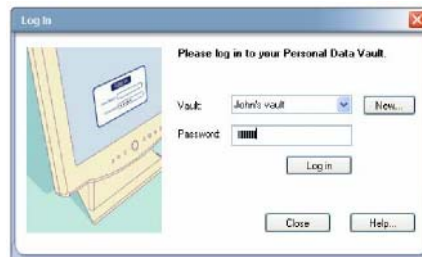 Log In
Please log in to your Personal Data Vault.
Vault: John's vault New...
Password:
Log in
Close Help...